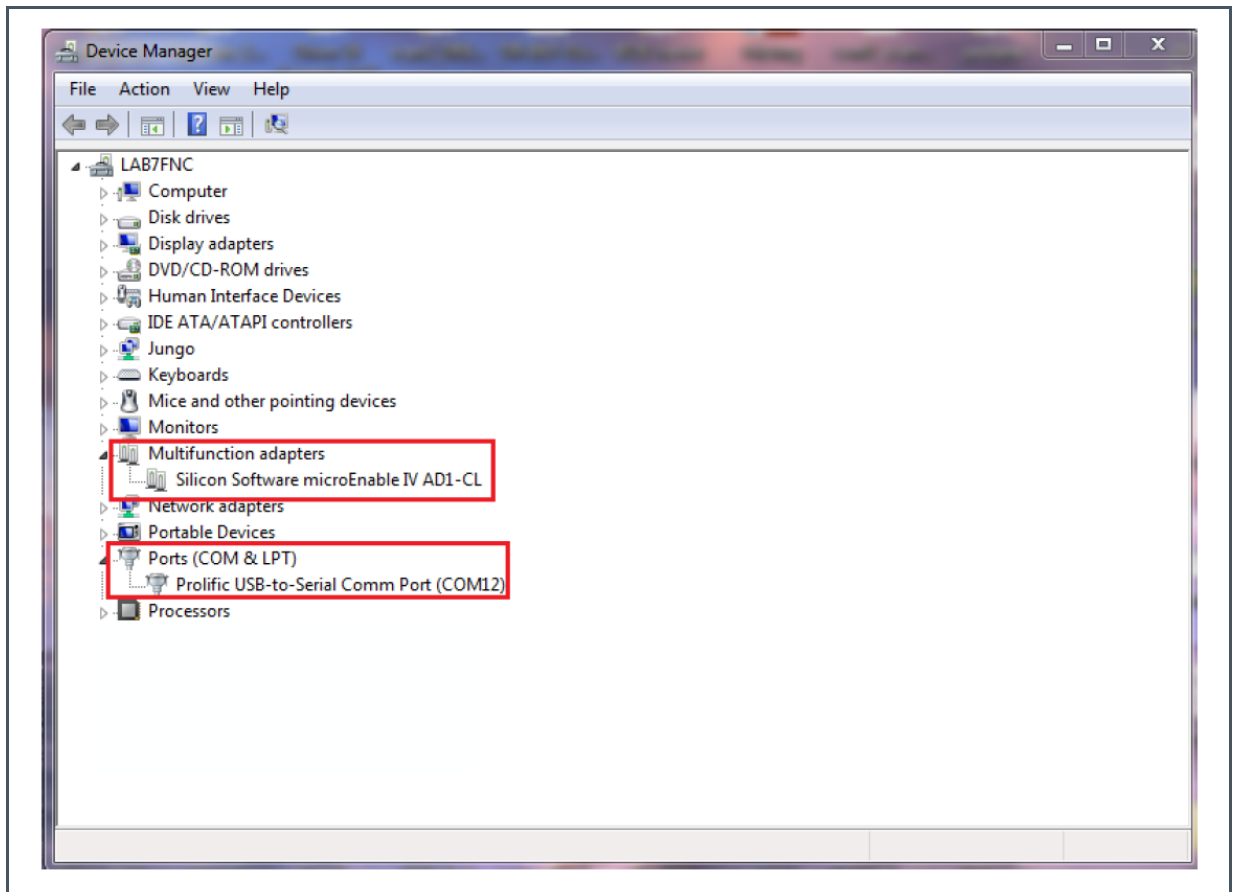 Device Manager
File Action View Help
LAB7FNC
Computer
Disk drives
Display adapters
DVD/CD-ROM drives
Human Interface Devices
IDE ATA/ATAPI controllers
Jungo
Keyboards
Mice and other pointing devices
Monitors
Multifunction adapters
Silicon Software microEnable IV AD1-CL
Network adapters
Portable Devices
Ports (COM & LPT)
Prolific USB-to-Serial Comm Port (COM12)
Processors